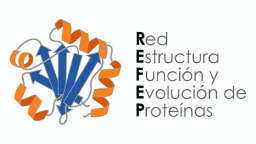 Red
Estructura
Función y
Evolución de
Proteínas